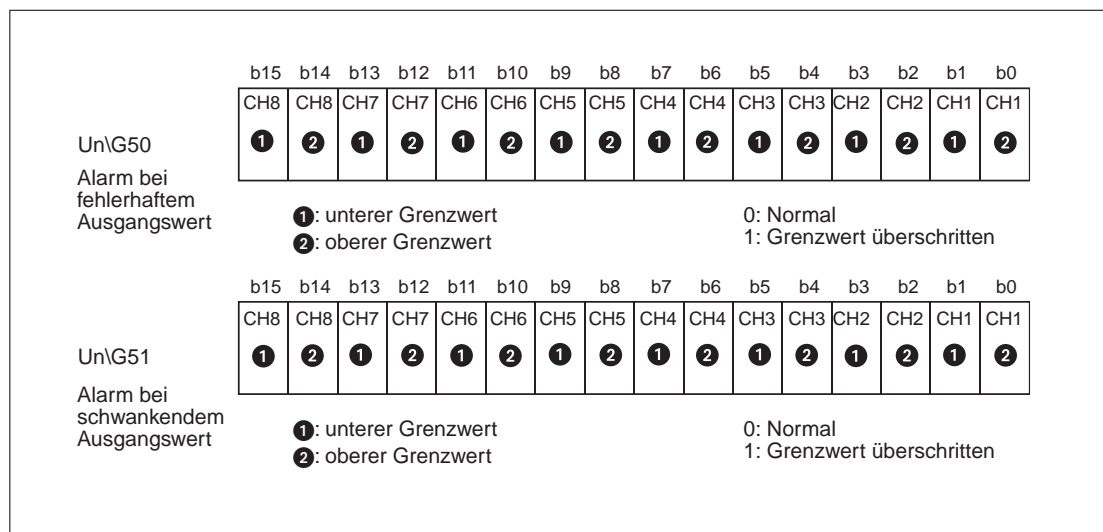 b15 b14 b13 b12 b11 b10 b9 b8 b7 b6 b5 b4 b3 b2 b1 b0
CH8 CH8 CH7 CH7 CH6 CH6 CH5 CH5 CH4 CH4 CH3 CH3 CH2 CH2 CH1 CH1
Un\G50
❶ ❷ ❶ ❷ ❶ ❷ ❶ ❷ ❶ ❷ ❶ ❷ ❶ ❷ ❶ ❷
Alarm bei
fehlerhaftem
Ausgangswert
❶: unterer Grenzwert
❷: oberer Grenzwert
0: Normal
1: Grenzwert überschritten
b15 b14 b13 b12 b11 b10 b9 b8 b7 b6 b5 b4 b3 b2 b1 b0
CH8 CH8 CH7 CH7 CH6 CH6 CH5 CH5 CH4 CH4 CH3 CH3 CH2 CH2 CH1 CH1
Un\G51
❶ ❷ ❶ ❷ ❶ ❷ ❶ ❷ ❶ ❷ ❶ ❷ ❶ ❷ ❶ ❷
Alarm bei
schwankendem
Ausgangswert
❶: unterer Grenzwert
❷: oberer Grenzwert
0: Normal
1: Grenzwert überschritten